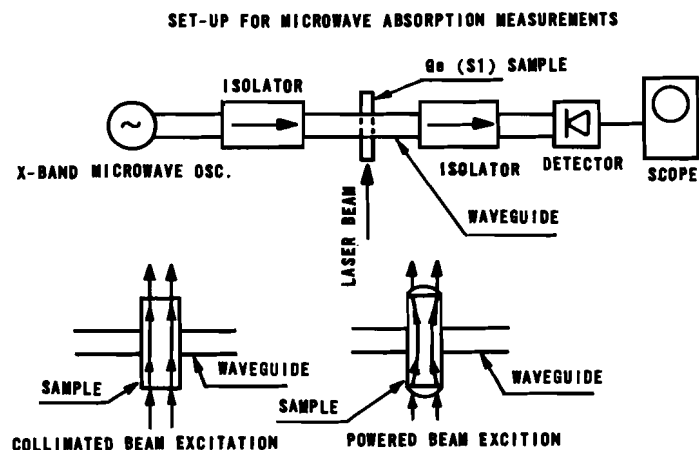 SET-UP FOR MICROWAVE ABSORPTION MEASUREMENTS
Ge (S1) SAMPLE
ISOLATOR
~
X-BAND MICROWAVE OSC.
ISOLATOR
DETECTOR
SCOPE
WAVEGUIDE
LASER BEAM
WAVEGUIDE
SAMPLE
WAVEGUIDE
SAMPLE
COLLIMATED BEAM EXCITATION
POWERED BEAM EXCITION